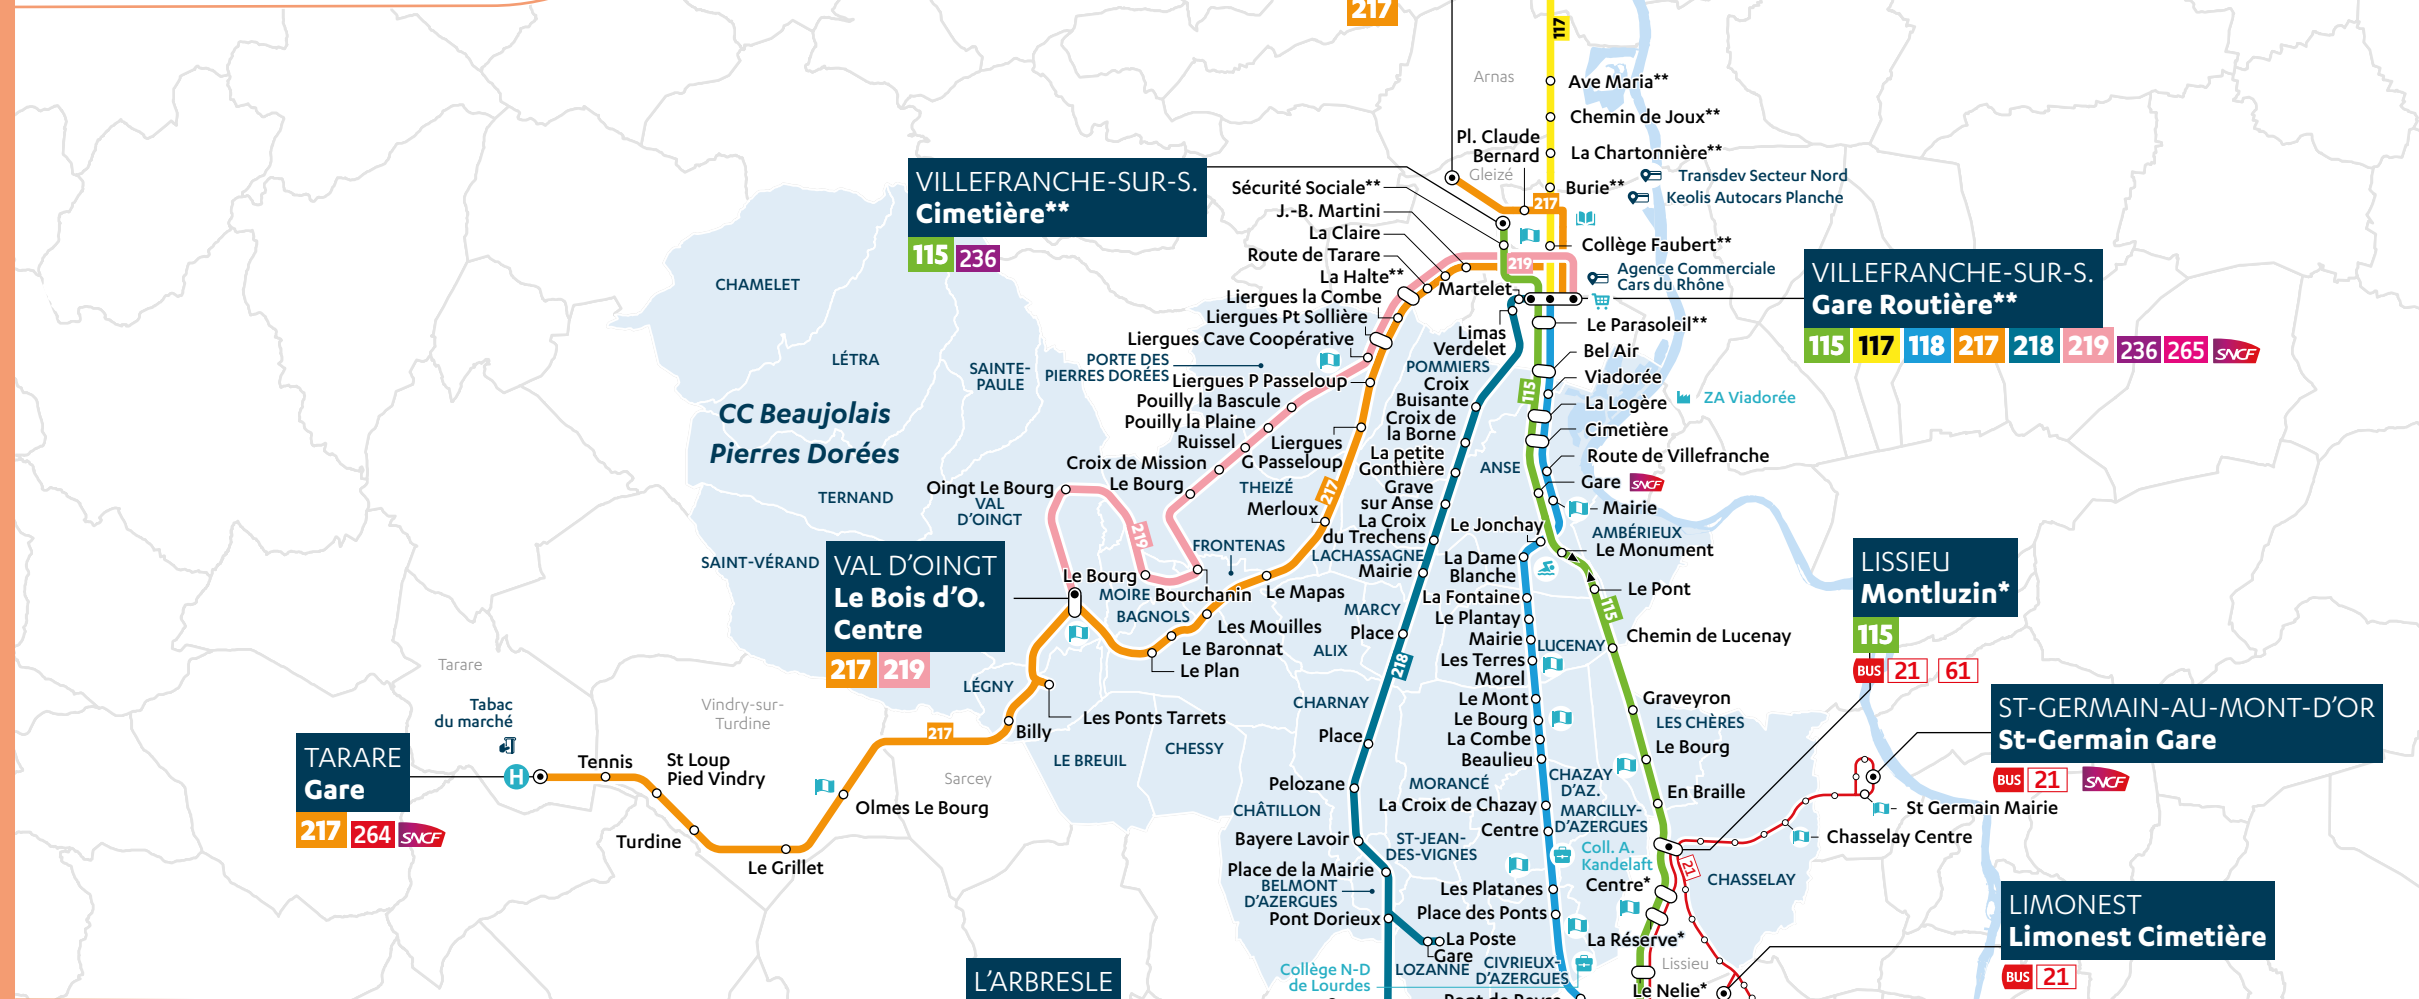 217
117
Arnas
Ave Maria**
Chemin de Joux**
Pl. Claude
Bernard
Gleizé
La Chartonnière**
Transdev Secteur Nord
Burie**
Keolis Autocars Planche
217
VILLEFRANCHE-SUR-S.
Cimetière**
115 236
Sécurité Sociale**
J.-B. Martini
La Claire
Route de Tarare
La Halte**
Martelet
Liergues la Combe
Liergues Pt Sollière
Liergues Cave Coopérative
219
Collège Faubert**
Agence Commerciale
Cars du Rhône
VILLEFRANCHE-SUR-S.
Gare Routière**
115 117 118 217 218 219 236 265 SNCF
Le Parasoleil**
Limas
Verdelet
Bel Air
Viadorée
La Logère
ZA Viadorée
Cimetière
Route de Villefranche
Gare SNCF
Mairie
115
CHAMELET
LÉTRA
SAINTE-
PAULE
PORTE DES
PIERRES DORÉES
CC Beaujolais
Pierres Dorées
TERNAND
SAINT-VÉRAND
Liergues P Passeloup
Pouilly la Bascule
Pouilly la Plaine
Ruissel
Liergues
G Passeloup
Croix de Mission
Le Bourg
Oingt Le Bourg
VAL
D'OINGT
THEIZÉ
Merloux
217
219
FRONTENAS
POMMIERS
Croix
Buisante
Croix de
la Borne
La petite
Gonthière
ANSE
Grave
sur Anse
La Croix
du Trechens
LACHASSAGNE
Mairie
Le Jonchay
AMBÉRIEUX
Le Monument
La Dame
Blanche
Le Pont
La Fontaine
115
Le Plantay
Mairie
LUCENAY
Chemin de Lucenay
Les Terres
Morel
Le Mont
Graveyron
Le Bourg
LES CHÈRES
La Combe
Le Bourg
Beaulieu
VAL D'OINGT
Le Bois d'O.
Centre
217 219
Le Bourg
MOIRE
Bourchanin
Le Mapas
BAGNOLS
Les Mouilles
Le Baronnat
Le Plan
MARCY
Place
ALIX
218
CHARNAY
Place
LÉGNY
Les Ponts Tarrets
Billy
LE BREUIL
CHESSY
217
Sarcey
Tarare
Vindry-sur-
Turdine
Tabac
du marché
TARARE
Gare
217 264 SNCF
H
Tennis
St Loup
Pied Vindry
Turdine
Le Grillet
Olmes Le Bourg
LISSIEU
Montluzin*
115
BUS 21 61
ST-GERMAIN-AU-MONT-D'OR
St-Germain Gare
BUS 21 SNCF
St Germain Mairie
Chasselay Centre
Pelozane
MORANCÉ
CHAZAY
D'AZ.
En Braille
CHÂTILLON
La Croix de Chazay
MARCILLY-
D'AZERGUES
Centre
Bayere Lavoir
ST-JEAN-
DES-VIGNES
Coll. A.
Kandelaft
21
CHASSELAY
Place de la Mairie
BELMONT
D'AZERGUES
Les Platanes
Centre*
Pont Dorieux
Place des Ponts
La Poste
Gare
La Réserve*
LOZANNE
CIVRIEUX-
D'AZERGUES
Lissieu
Collège N-D
de Lourdes
Le Nelie*
LIMONEST
Limonest Cimetière
BUS 21
L'ARBRESLE